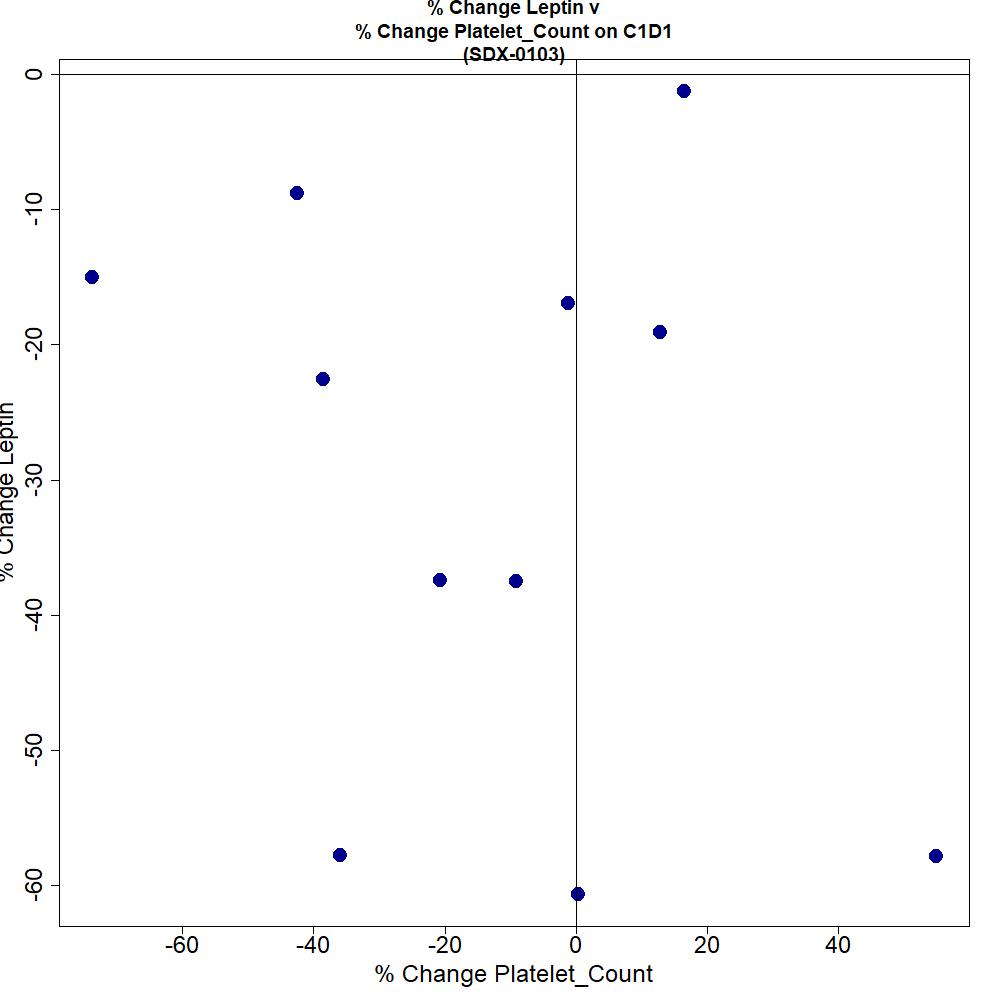 % Change Leptin v
% Change Platelet_Count on C1D1
(SDX-0103)
% Change Leptin
0
-10
-20
-30
-40
-50
-60
-60
-40
-20
0
20
40
% Change Platelet_Count